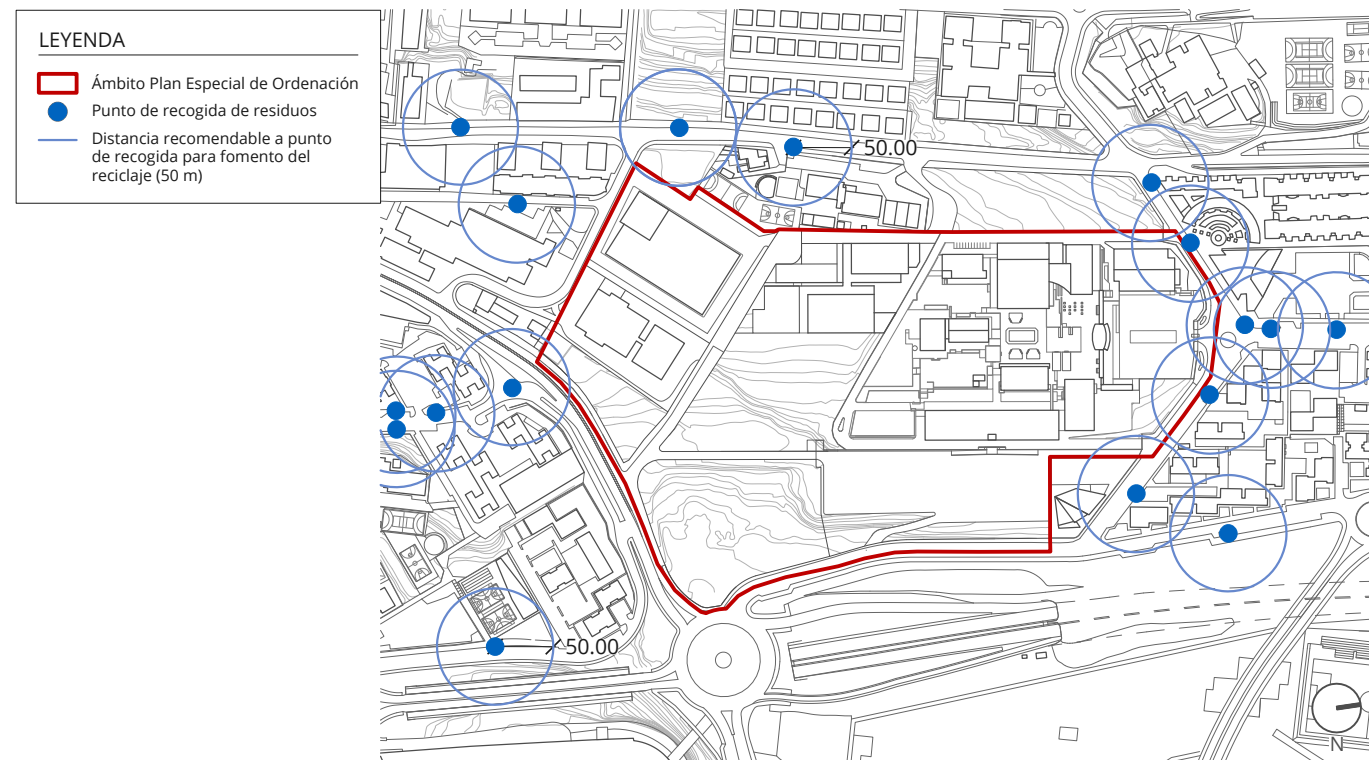 LEYENDA
Ámbito Plan Especial de Ordenación
Punto de recogida de residuos
Distancia recomendable a punto
de recogida para fomento del
reciclaje (50 m)
50.00
50.00
N